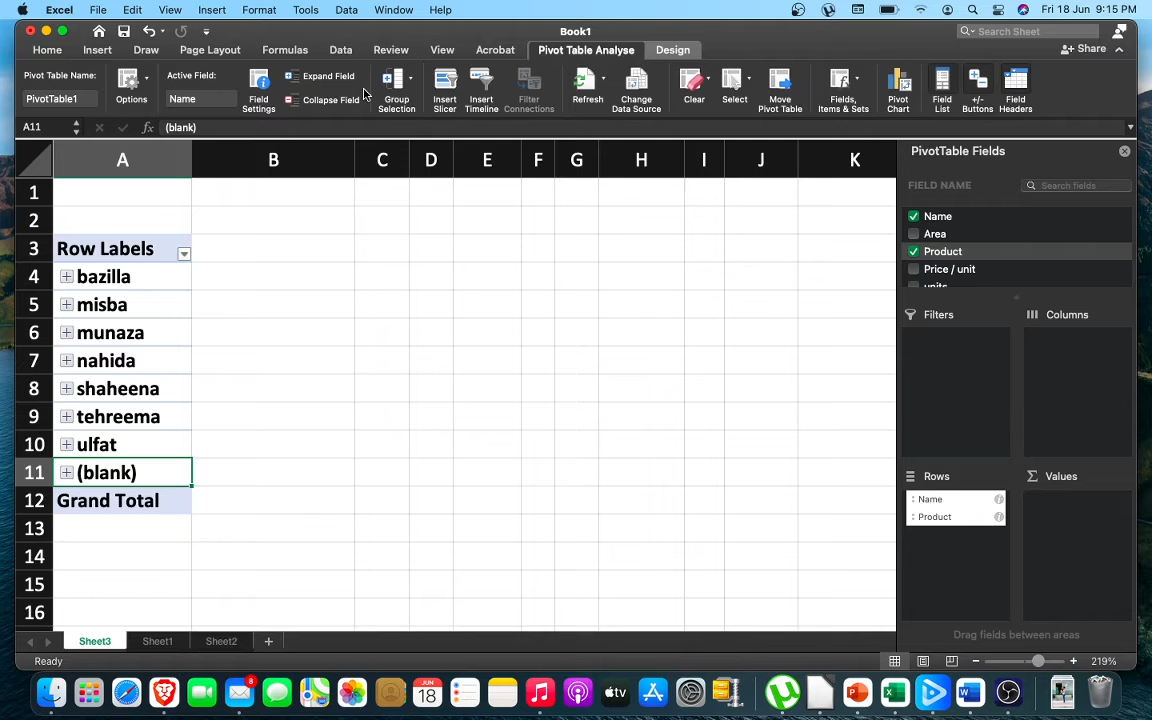 Excel File Edit View Insert Format Tools Data Window Help Fri 18 Jun 9:15 PM
Book1
Search Sheet
Home Insert Draw Page Layout Formulas Data Review View Acrobat Pivot Table Analyse Design Share
Pivot Table Name:
PivotTable1
Options
Active Field:
Name
Field Settings
Expand Field
Collapse Field
Group Selection
Insert Slicer
Insert Timeline
Filter Connections
Refresh
Change Data Source
Clear
Select
Move Pivot Table
Fields, Items & Sets
Pivot Chart
Field List
+/- Buttons
Field Headers
A11 fx (blank)
A B C D E F G H I J K
1
2
3 Row Labels
4 bazilla
5 misba
6 munaza
7 nahida
8 shaheena
9 tehreema
10 ulfat
11 (blank)
12 Grand Total
13
14
15
16
PivotTable Fields
FIELD NAME Search fields
Name
Area
Product
Price / unit
units
Filters Columns
Rows Values
Name
Product
Drag fields between areas
Sheet3 Sheet1 Sheet2
Ready 219%
8
JUN
18
tv
P X W